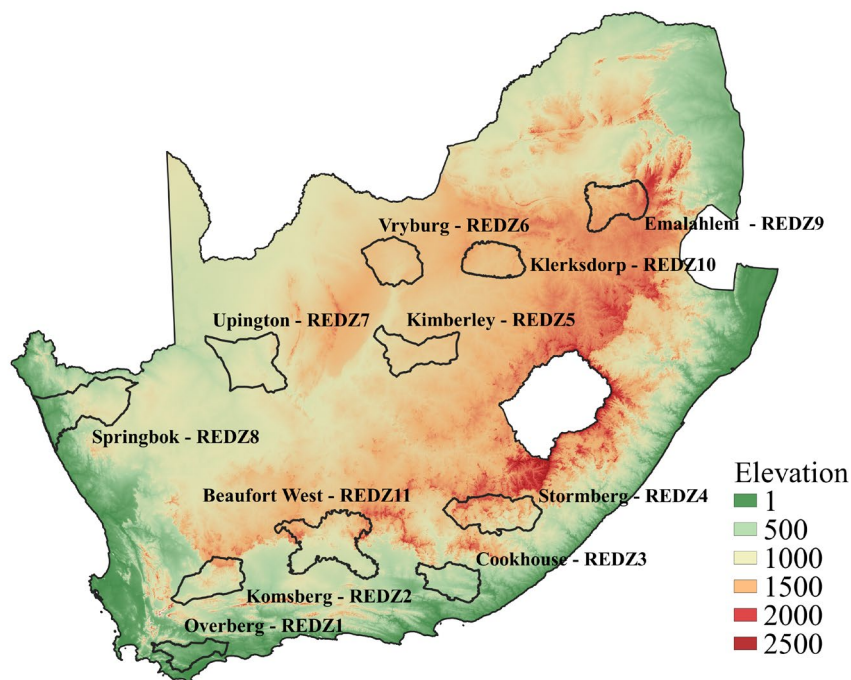 Emalahleni - REDZ9
Vryburg - REDZ6
Klerksdorp - REDZ10
Upington - REDZ7
Kimberley - REDZ5
Springbok - REDZ8
Beaufort West - REDZ11
Stormberg - REDZ4
Cookhouse - REDZ3
Komsberg - REDZ2
Overberg - REDZ1
Elevation
1
500
1000
1500
2000
2500